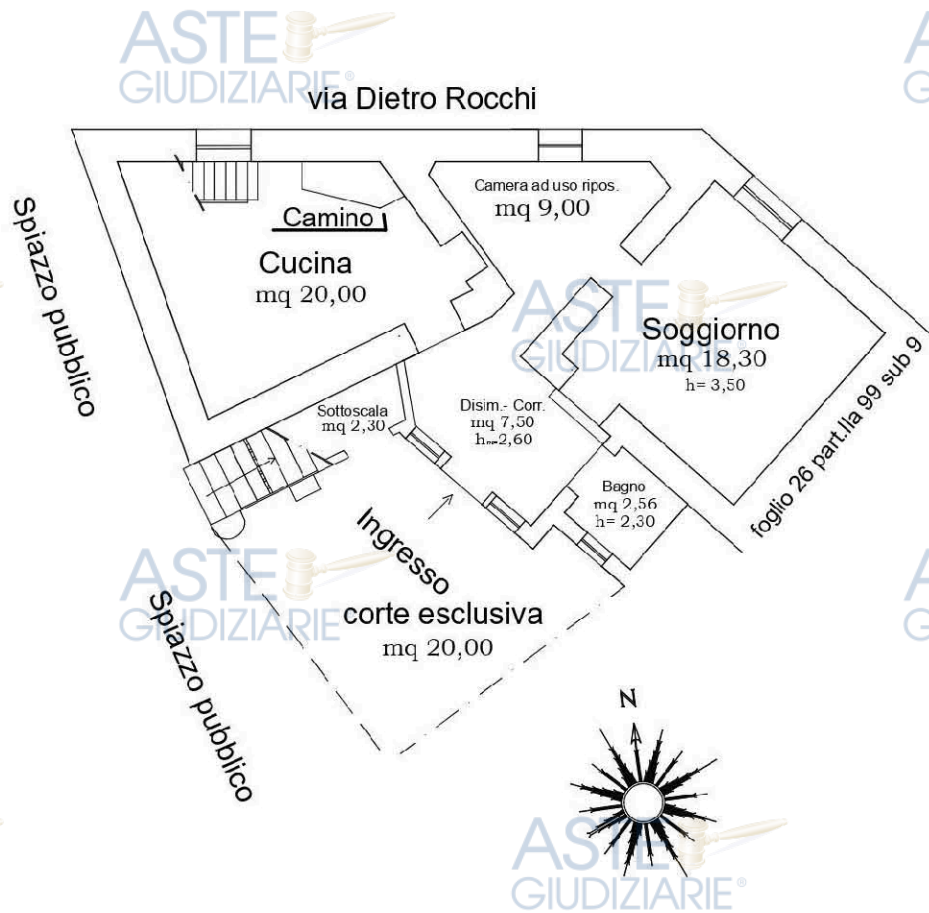 ASTE
GIUDIZIARIE®
via Dietro Rocchi
Camera ad uso ripos.
mq 9,00
Camino
Cucina
mq 20,00
Spiazzo pubblico
ASTE
GIUDIZIARIE
Soggiorno
mq 18,30
h= 3,50
Sottoscala
mq 2,30
Disim.- Corr.
mq 7,50
h=2,60
Bagno
mq 2,56
h= 2,30
foglio 26 part.lla 99 sub 9
Ingresso
corte esclusiva
mq 20,00
ASTE
GIUDIZIARIE
Spiazzo pubblico
N
ASTE
GIUDIZIARIE®